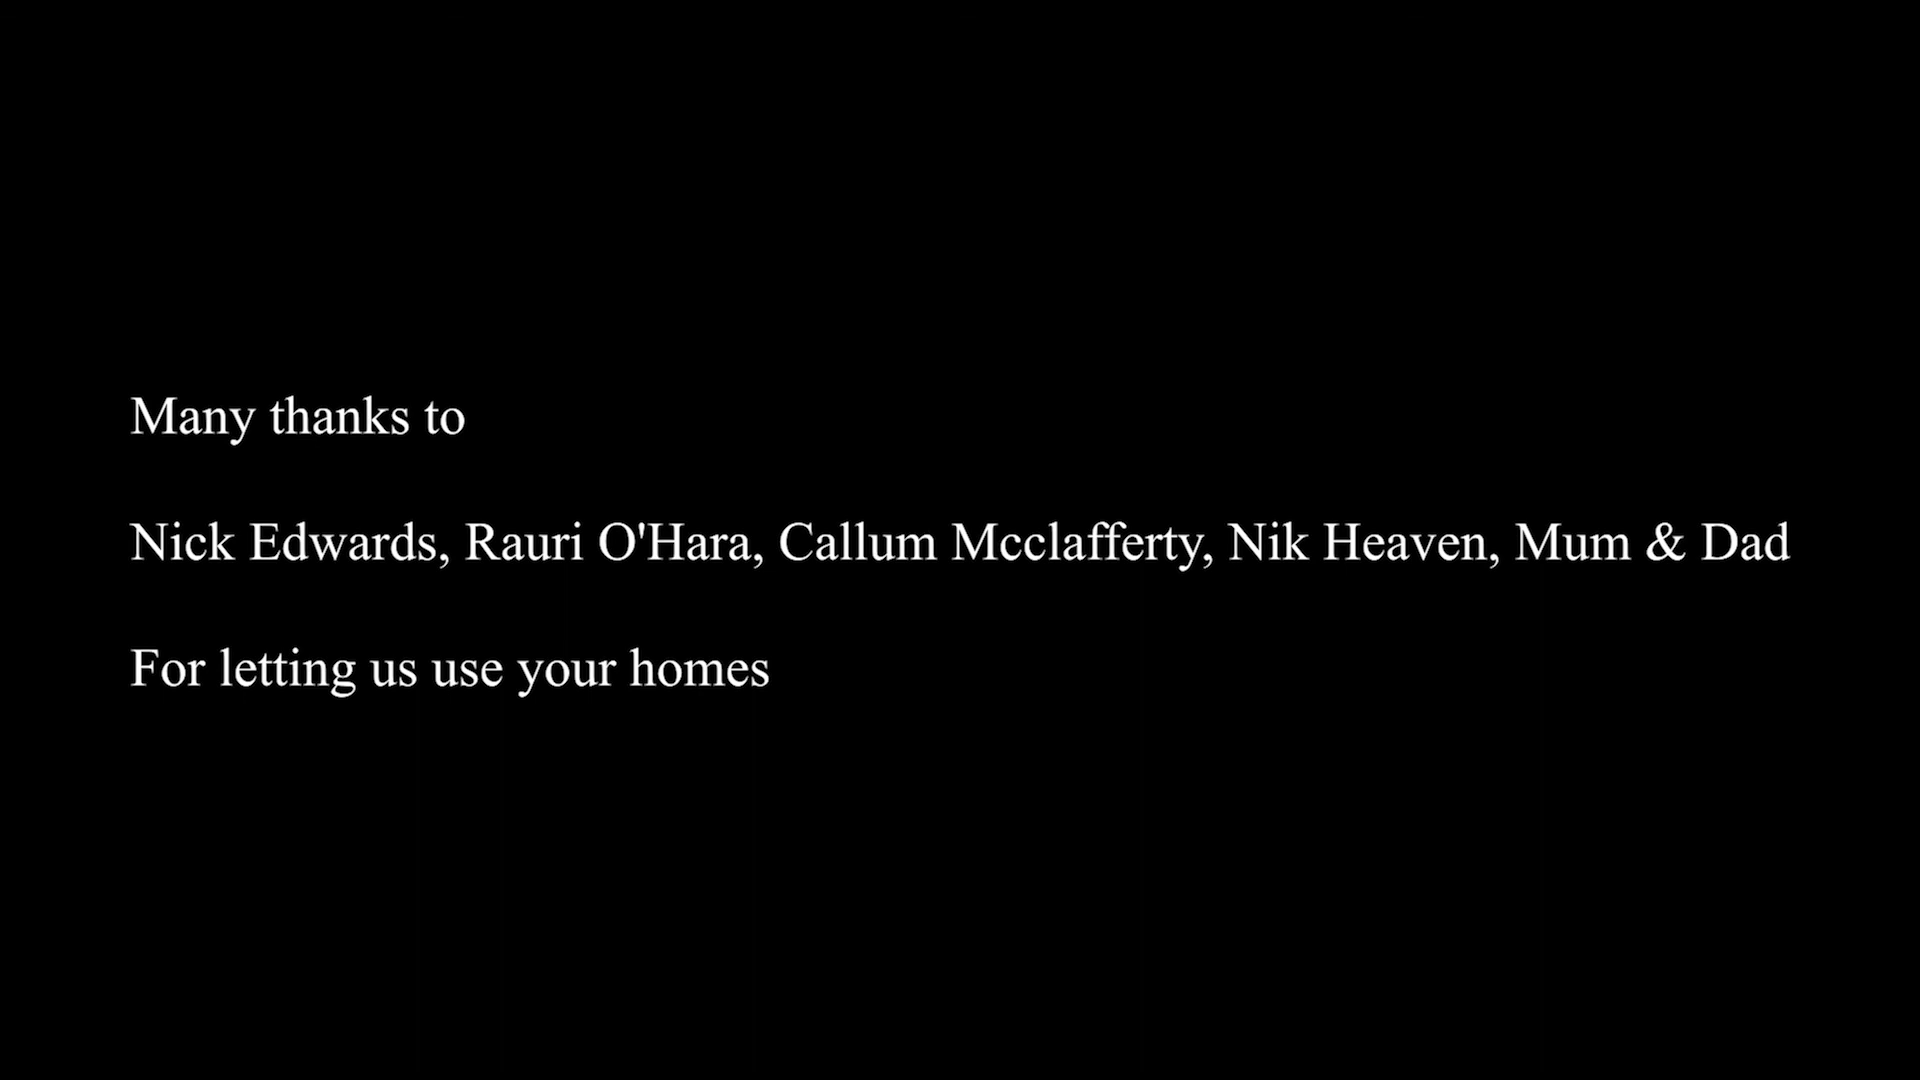 Many thanks to
Nick Edwards, Rauri O'Hara, Callum Mcclafferty, Nik Heaven, Mum & Dad
For letting us use your homes